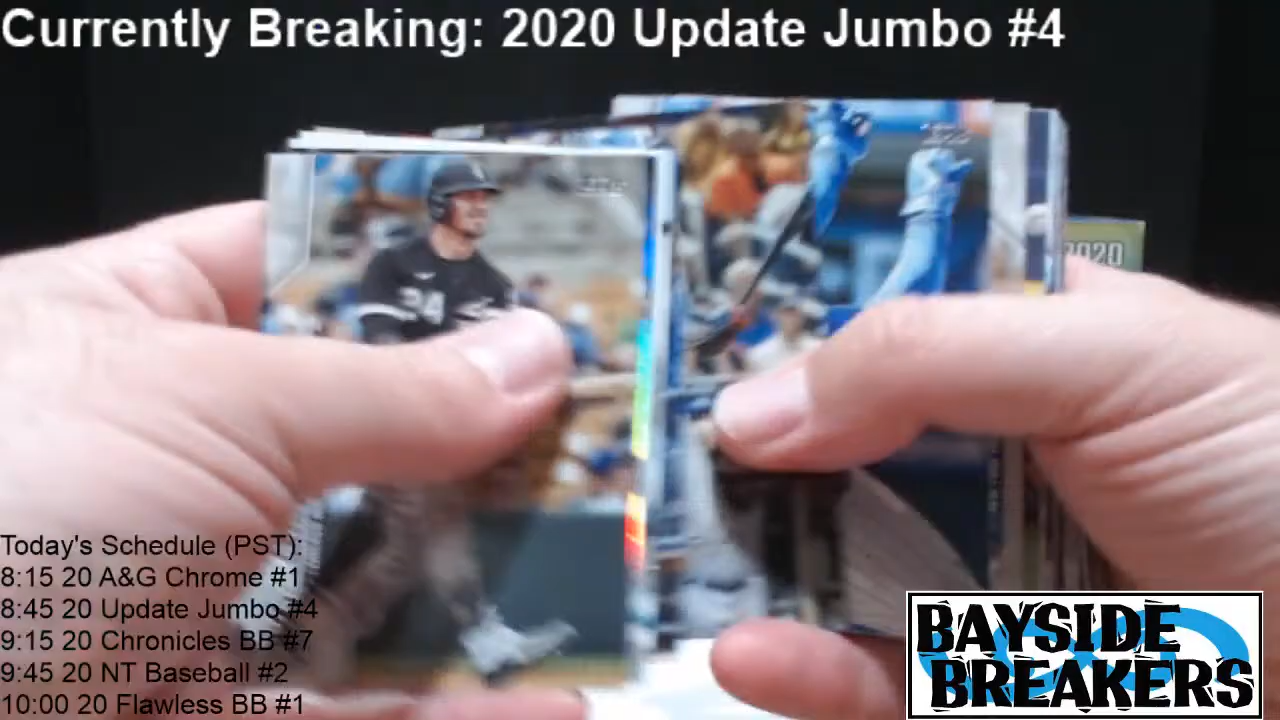 Currently Breaking: 2020 Update Jumbo #4
2020
24
Today's Schedule (PST):
8:15 20 A&G Chrome #1
8:45 20 Update Jumbo #4
9:15 20 Chronicles BB #7
9:45 20 NT Baseball #2
10:00 20 Flawless BB #1
BAYSIDE
BREAKERS